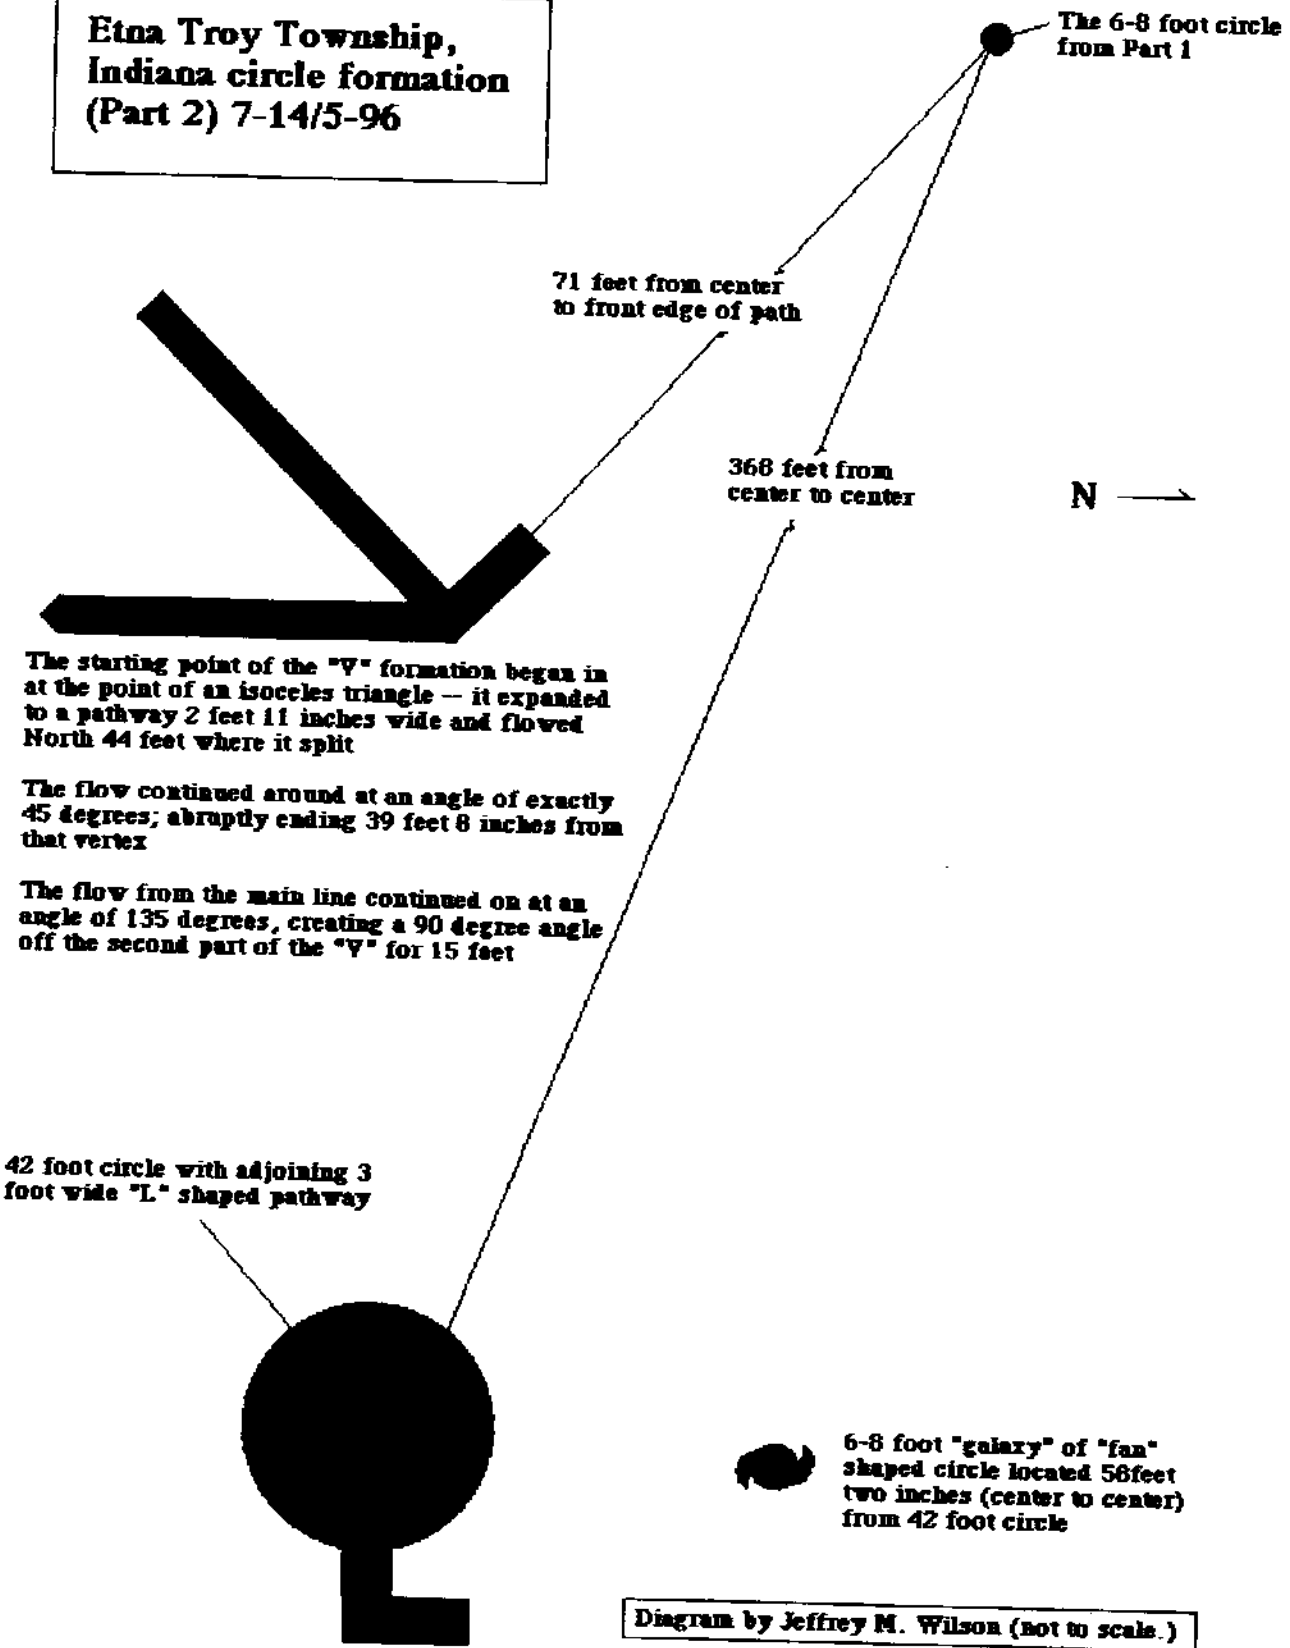 Etna Troy Township,
Indiana circle formation
(Part 2) 7-14/5-96
The 6-8 foot circle
from Part 1
71 feet from center
to front edge of path
368 feet from
center to center
N
The starting point of the "V" formation began in
at the point of an isoceles triangle — it expanded
to a pathway 2 feet 11 inches wide and flowed
North 44 feet where it split
The flow continued around at an angle of exactly
45 degrees; abruptly ending 39 feet 8 inches from
that vertex
The flow from the main line continued on at an
angle of 135 degrees, creating a 90 degree angle
off the second part of the "V" for 15 feet
42 foot circle with adjoining 3
foot wide "L" shaped pathway
6-8 foot "galaxy" of "fan"
shaped circle located 58feet
two inches (center to center)
from 42 foot circle
Diagram by Jeffrey M. Wilson (not to scale.)